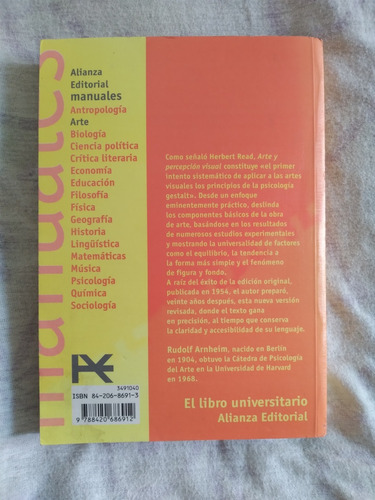 manuales
Alianza
Editorial
manuales
Antropología
Arte
Biología
Ciencia política
Crítica literaria
Economía
Educación
Filosofía
Física
Geografía
Historia
Lingüística
Matemáticas
Música
Psicología
Química
Sociología
Como señaló Herbert Read, Arte y
percepción visual constituye «el primer
intento sistemático de aplicar a las artes
visuales los principios de la psicología
gestalt». Desde un enfoque
eminentemente práctico, deslinda
los componentes básicos de la obra
de arte, basándose en los resultados
de numerosos estudios experimentales
y mostrando la universalidad de factores
como el equilibrio, la tendencia a
la forma más simple y el fenómeno
de figura y fondo.
A raíz del éxito de la edición original,
publicada en 1954, el autor preparó,
veinte años después, esta nueva versión
revisada, donde el texto gana
en precisión, al tiempo que conserva
la claridad y accesibilidad de su lenguaje.
Rudolf Arnheim, nacido en Berlín
en 1904, obtuvo la Cátedra de Psicología
del Arte en la Universidad de Harvard
en 1968.
3491040
ISBN 84-206-8691-3
9 788420 686912
El libro universitario
Alianza Editorial